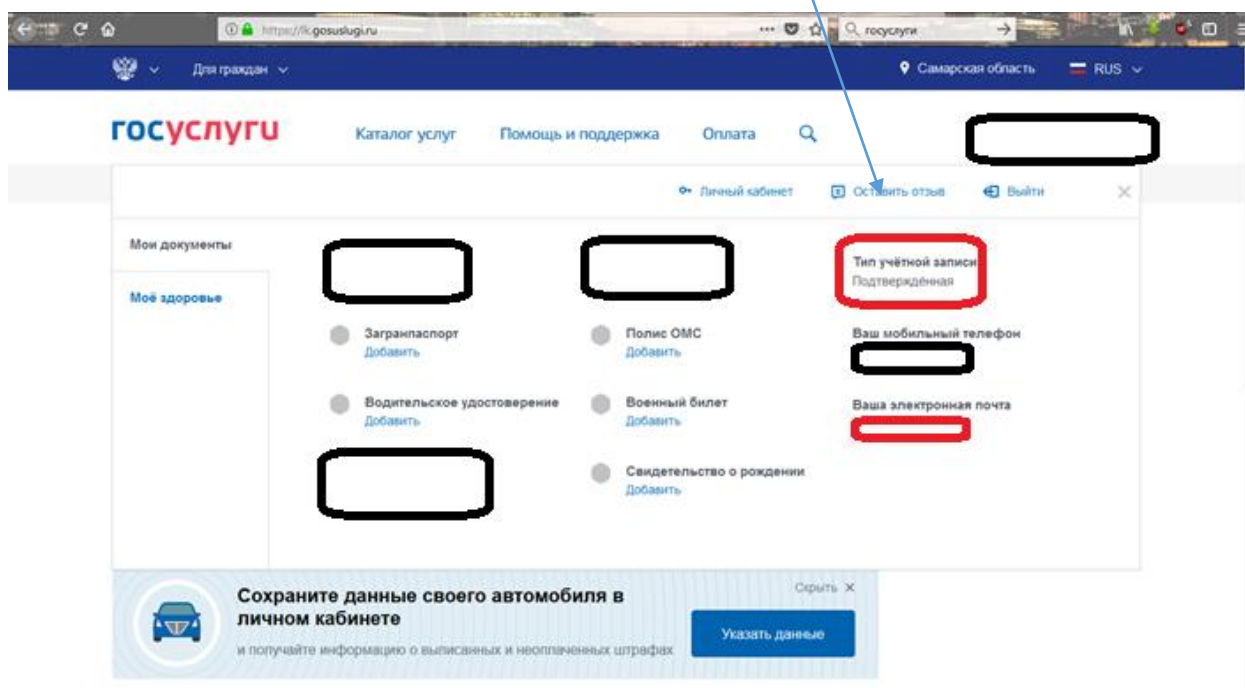 https://lk.gosuslugi.ru
госуслуги
Для граждан
Самарская область
RUS
госуслуги
Каталог услуг
Помощь и поддержка
Оплата
Личный кабинет
Оставить отзыв
Выйти
Мои документы
Моё здоровье
Тип учётной записи
Подтверждённая
Загранпаспорт
Добавить
Полис ОМС
Добавить
Ваш мобильный телефон
Водительское удостоверение
Добавить
Военный билет
Добавить
Ваша электронная почта
Свидетельство о рождении
Добавить
Сохраните данные своего автомобиля в
личном кабинете
и получайте информацию о выписанных и неоплаченных штрафах
Скрыть
Указать данные